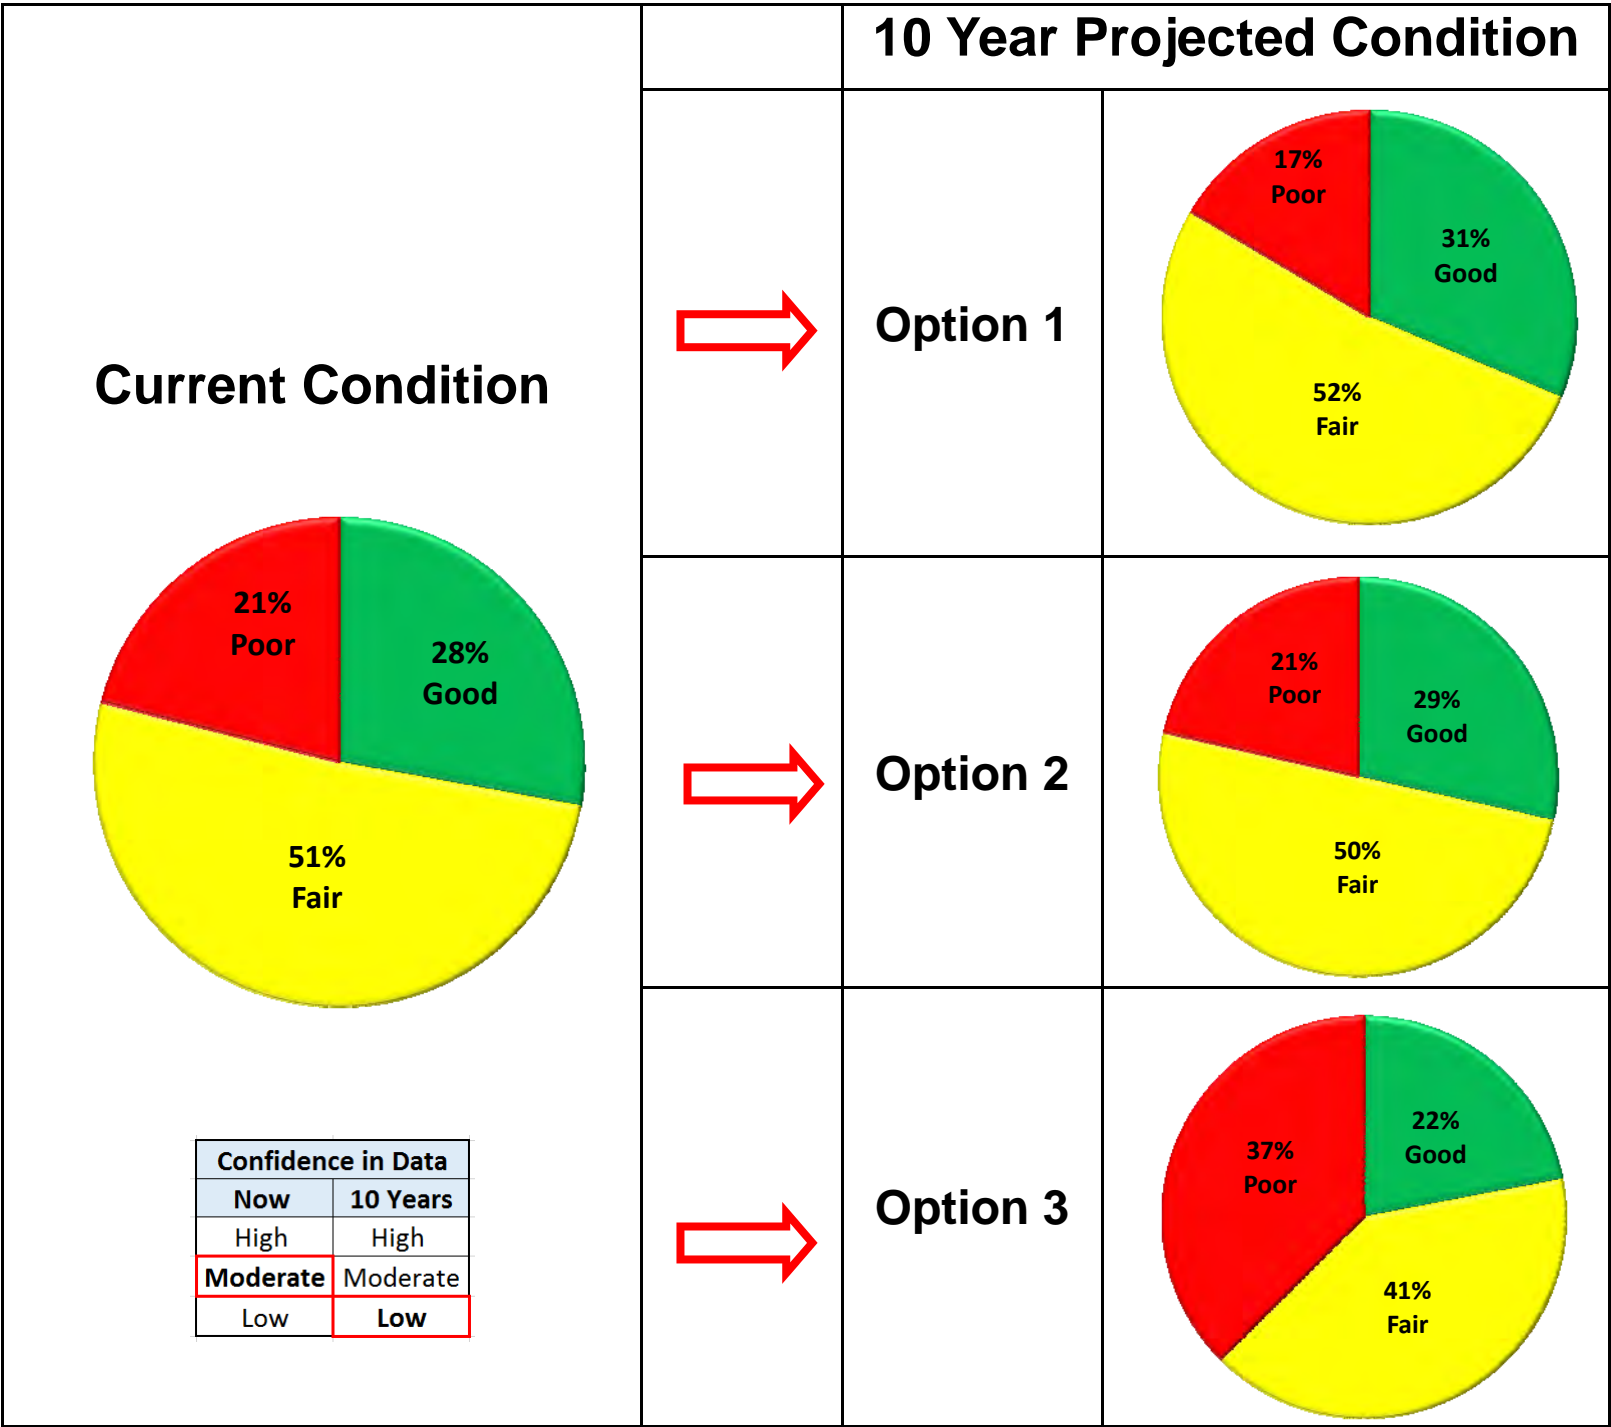 10 Year Projected Condition
Current Condition
21%
Poor
28%
Good
51%
Fair
Confidence in Data
Now 10 Years
High High
Moderate Moderate
Low Low
Option 1
17%
Poor
31%
Good
52%
Fair
Option 2
21%
Poor
29%
Good
50%
Fair
Option 3
37%
Poor
22%
Good
41%
Fair